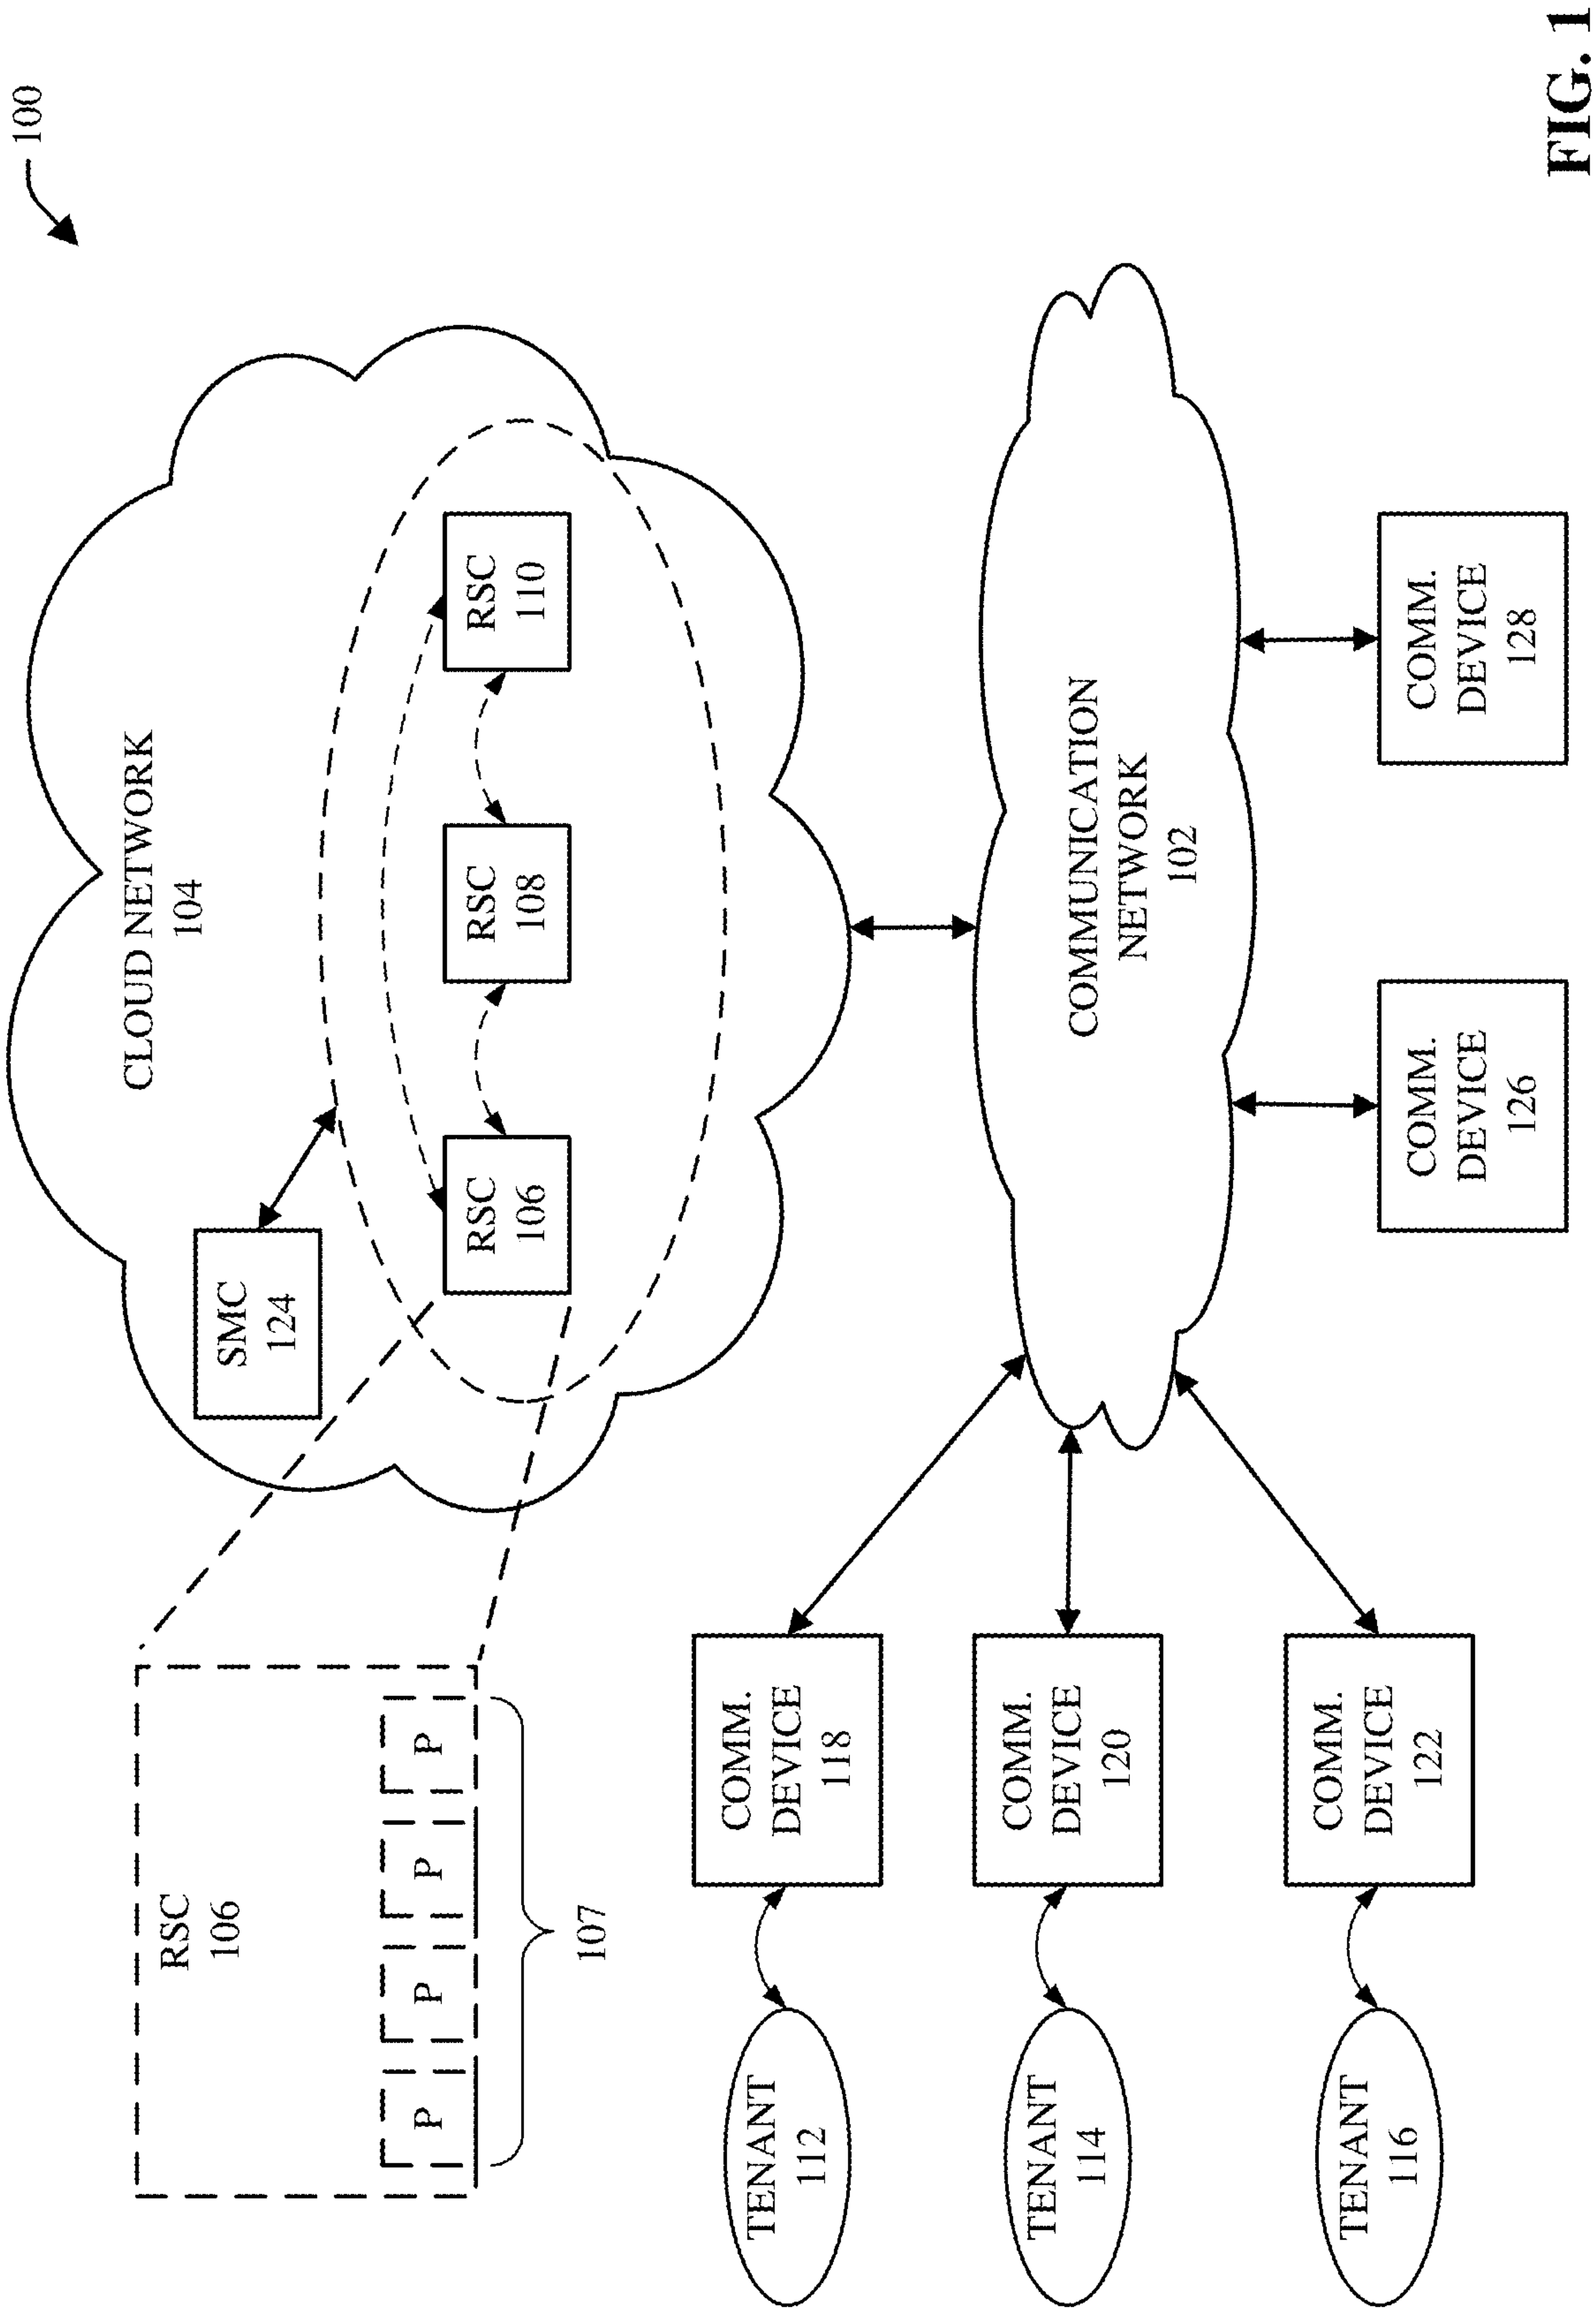 100
CLOUD NETWORK
104
SMC
124
RSC
106
RSC
108
RSC
110
RSC
106
P
P
P
P
107
COMMUNICATION
NETWORK
102
TENANT
112
COMM.
DEVICE
118
TENANT
114
COMM.
DEVICE
120
TENANT
116
COMM.
DEVICE
122
COMM.
DEVICE
126
COMM.
DEVICE
128
FIG. 1